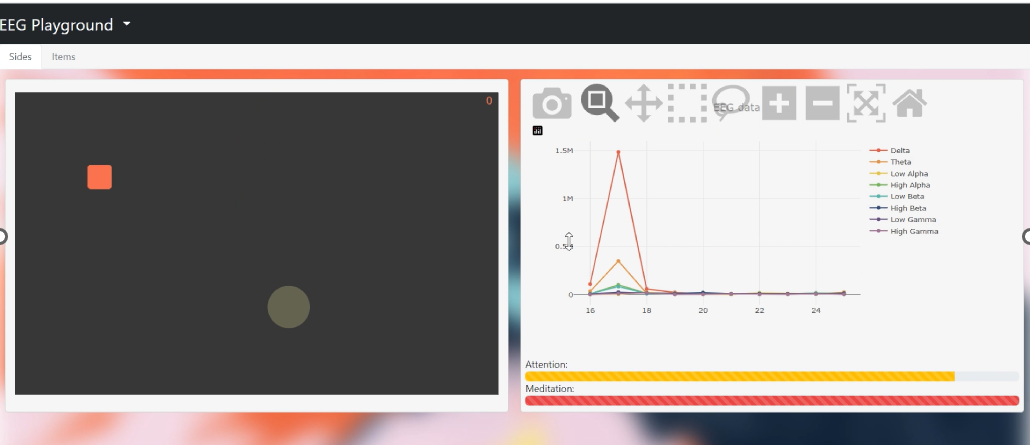 EEG Playground
Sides Items
0
EEG data
1.5M
1M
0.5M
0
16 18 20 22 24
Delta
Theta
Low Alpha
High Alpha
Low Beta
High Beta
Low Gamma
High Gamma
Attention:
Meditation: